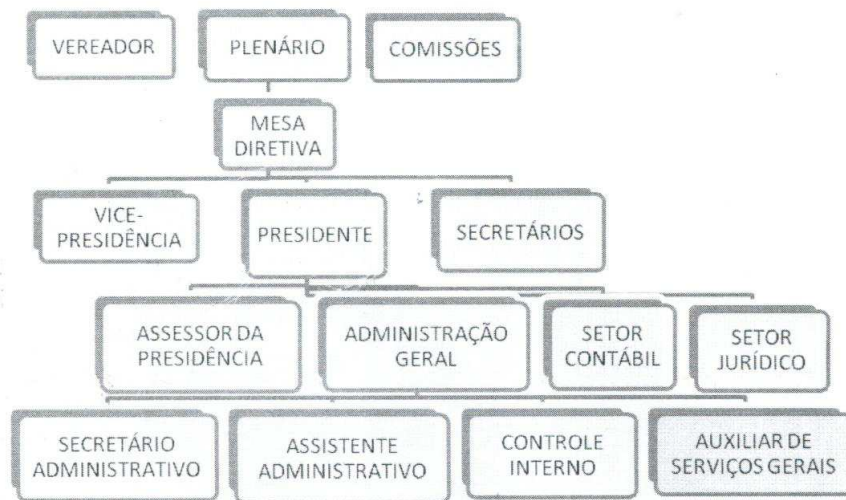 VEREADOR
PLENÁRIO
COMISSÕES
MESA
DIRETIVA
VICE-
PRESIDÊNCIA
PRESIDENTE
SECRETÁRIOS
ASSESSOR DA
PRESIDÊNCIA
ADMINISTRAÇÃO
GERAL
SETOR
CONTÁBIL
SETOR
JURÍDICO
SECRETÁRIO
ADMINISTRATIVO
ASSISTENTE
ADMINISTRATIVO
CONTROLE
INTERNO
AUXILIAR DE
SERVIÇOS GERAIS